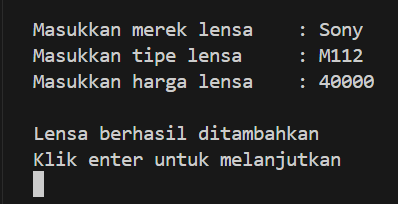 Masukkan merek lensa : Sony
Masukkan tipe lensa : M112
Masukkan harga lensa : 40000
Lensa berhasil ditambahkan
Klik enter untuk melanjutkan